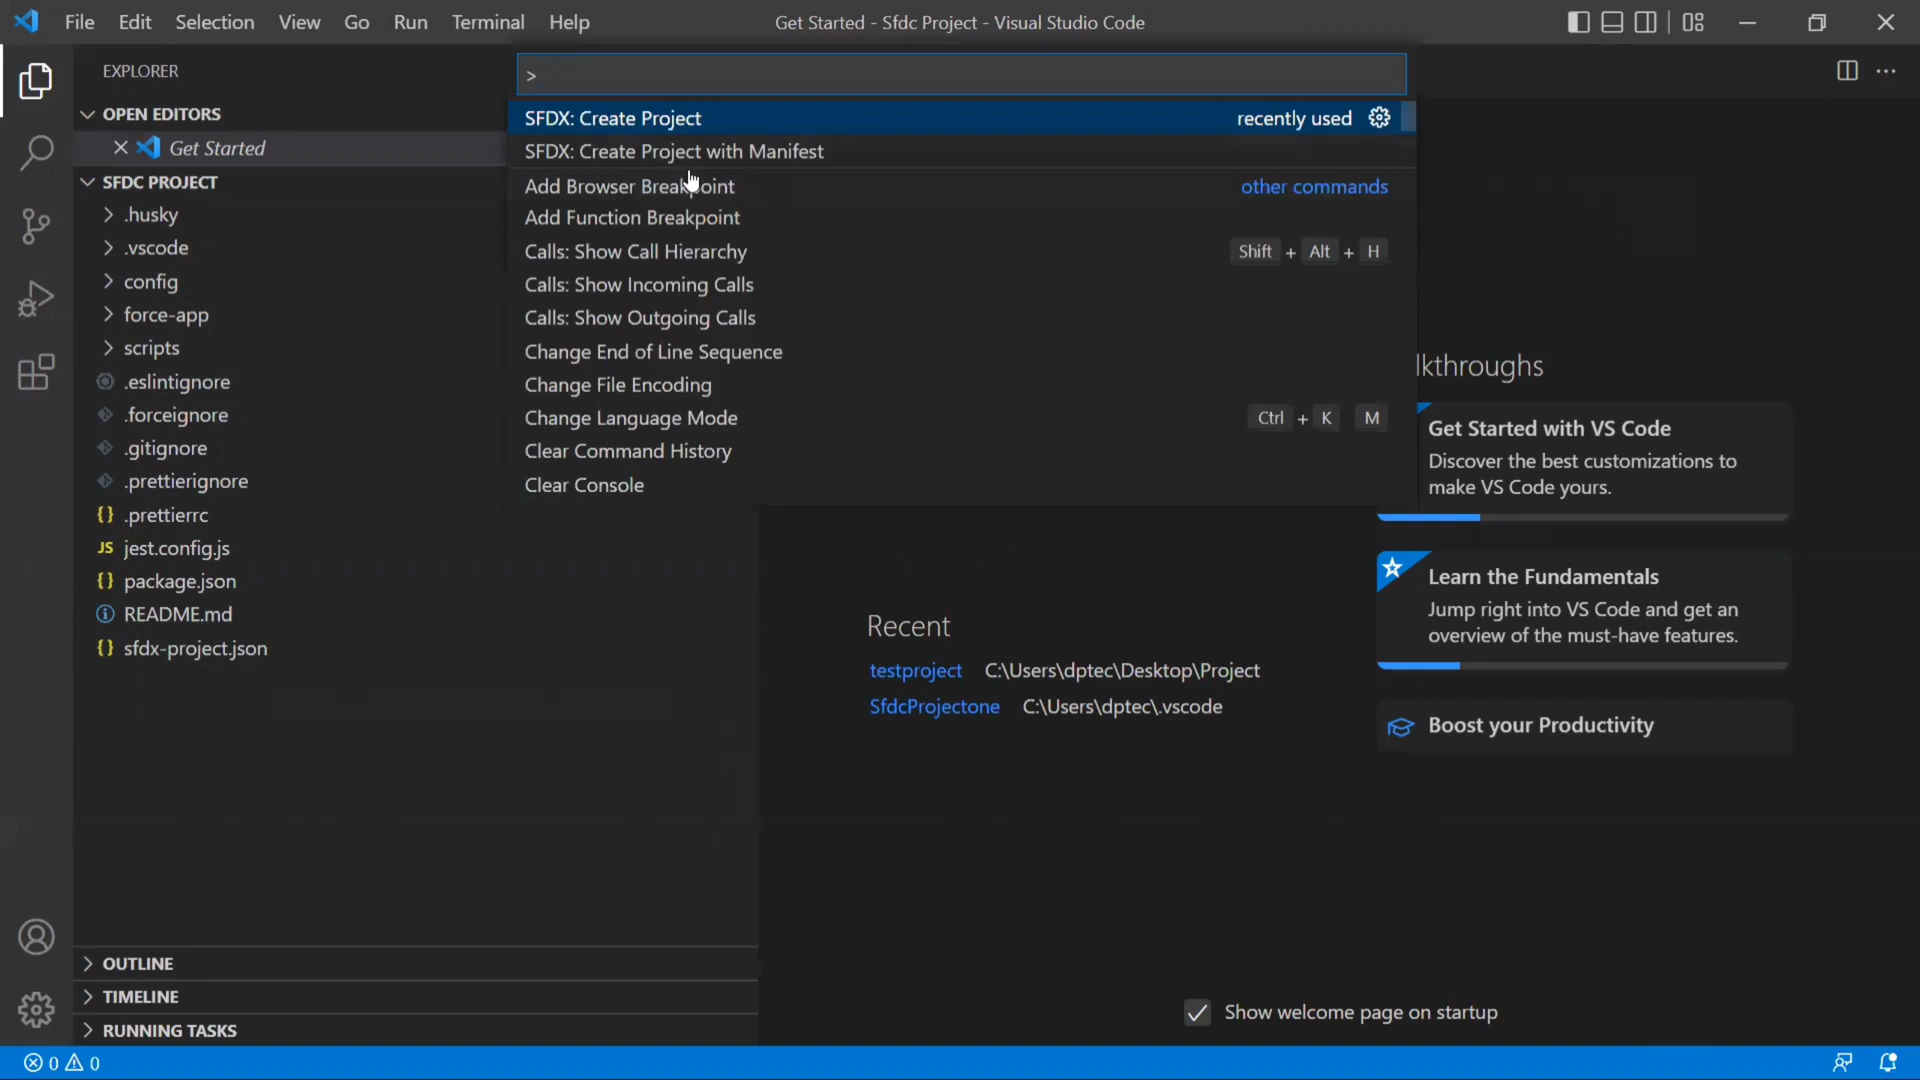 File Edit Selection View Go Run Terminal Help
Get Started - Sfdc Project - Visual Studio Code
EXPLORER
OPEN EDITORS
Get Started
SFDC PROJECT
.husky
.vscode
config
force-app
scripts
.eslintignore
.forceignore
.gitignore
.prettierignore
.prettierrc
JS jest.config.js
package.json
README.md
sfdx-project.json
OUTLINE
TIMELINE
RUNNING TASKS
>
SFDX: Create Project recently used
SFDX: Create Project with Manifest
Add Browser Breakpoint other commands
Add Function Breakpoint
Calls: Show Call Hierarchy Shift + Alt + H
Calls: Show Incoming Calls
Calls: Show Outgoing Calls
Change End of Line Sequence
Change File Encoding
Change Language Mode Ctrl + K M
Clear Command History
Clear Console
Recent
testproject C:\Users\dptec\Desktop\Project
SfdcProjectone C:\Users\dptec\.vscode
lkthroughs
Get Started with VS Code
Discover the best customizations to
make VS Code yours.
Learn the Fundamentals
Jump right into VS Code and get an
overview of the must-have features.
Boost your Productivity
Show welcome page on startup
0 0